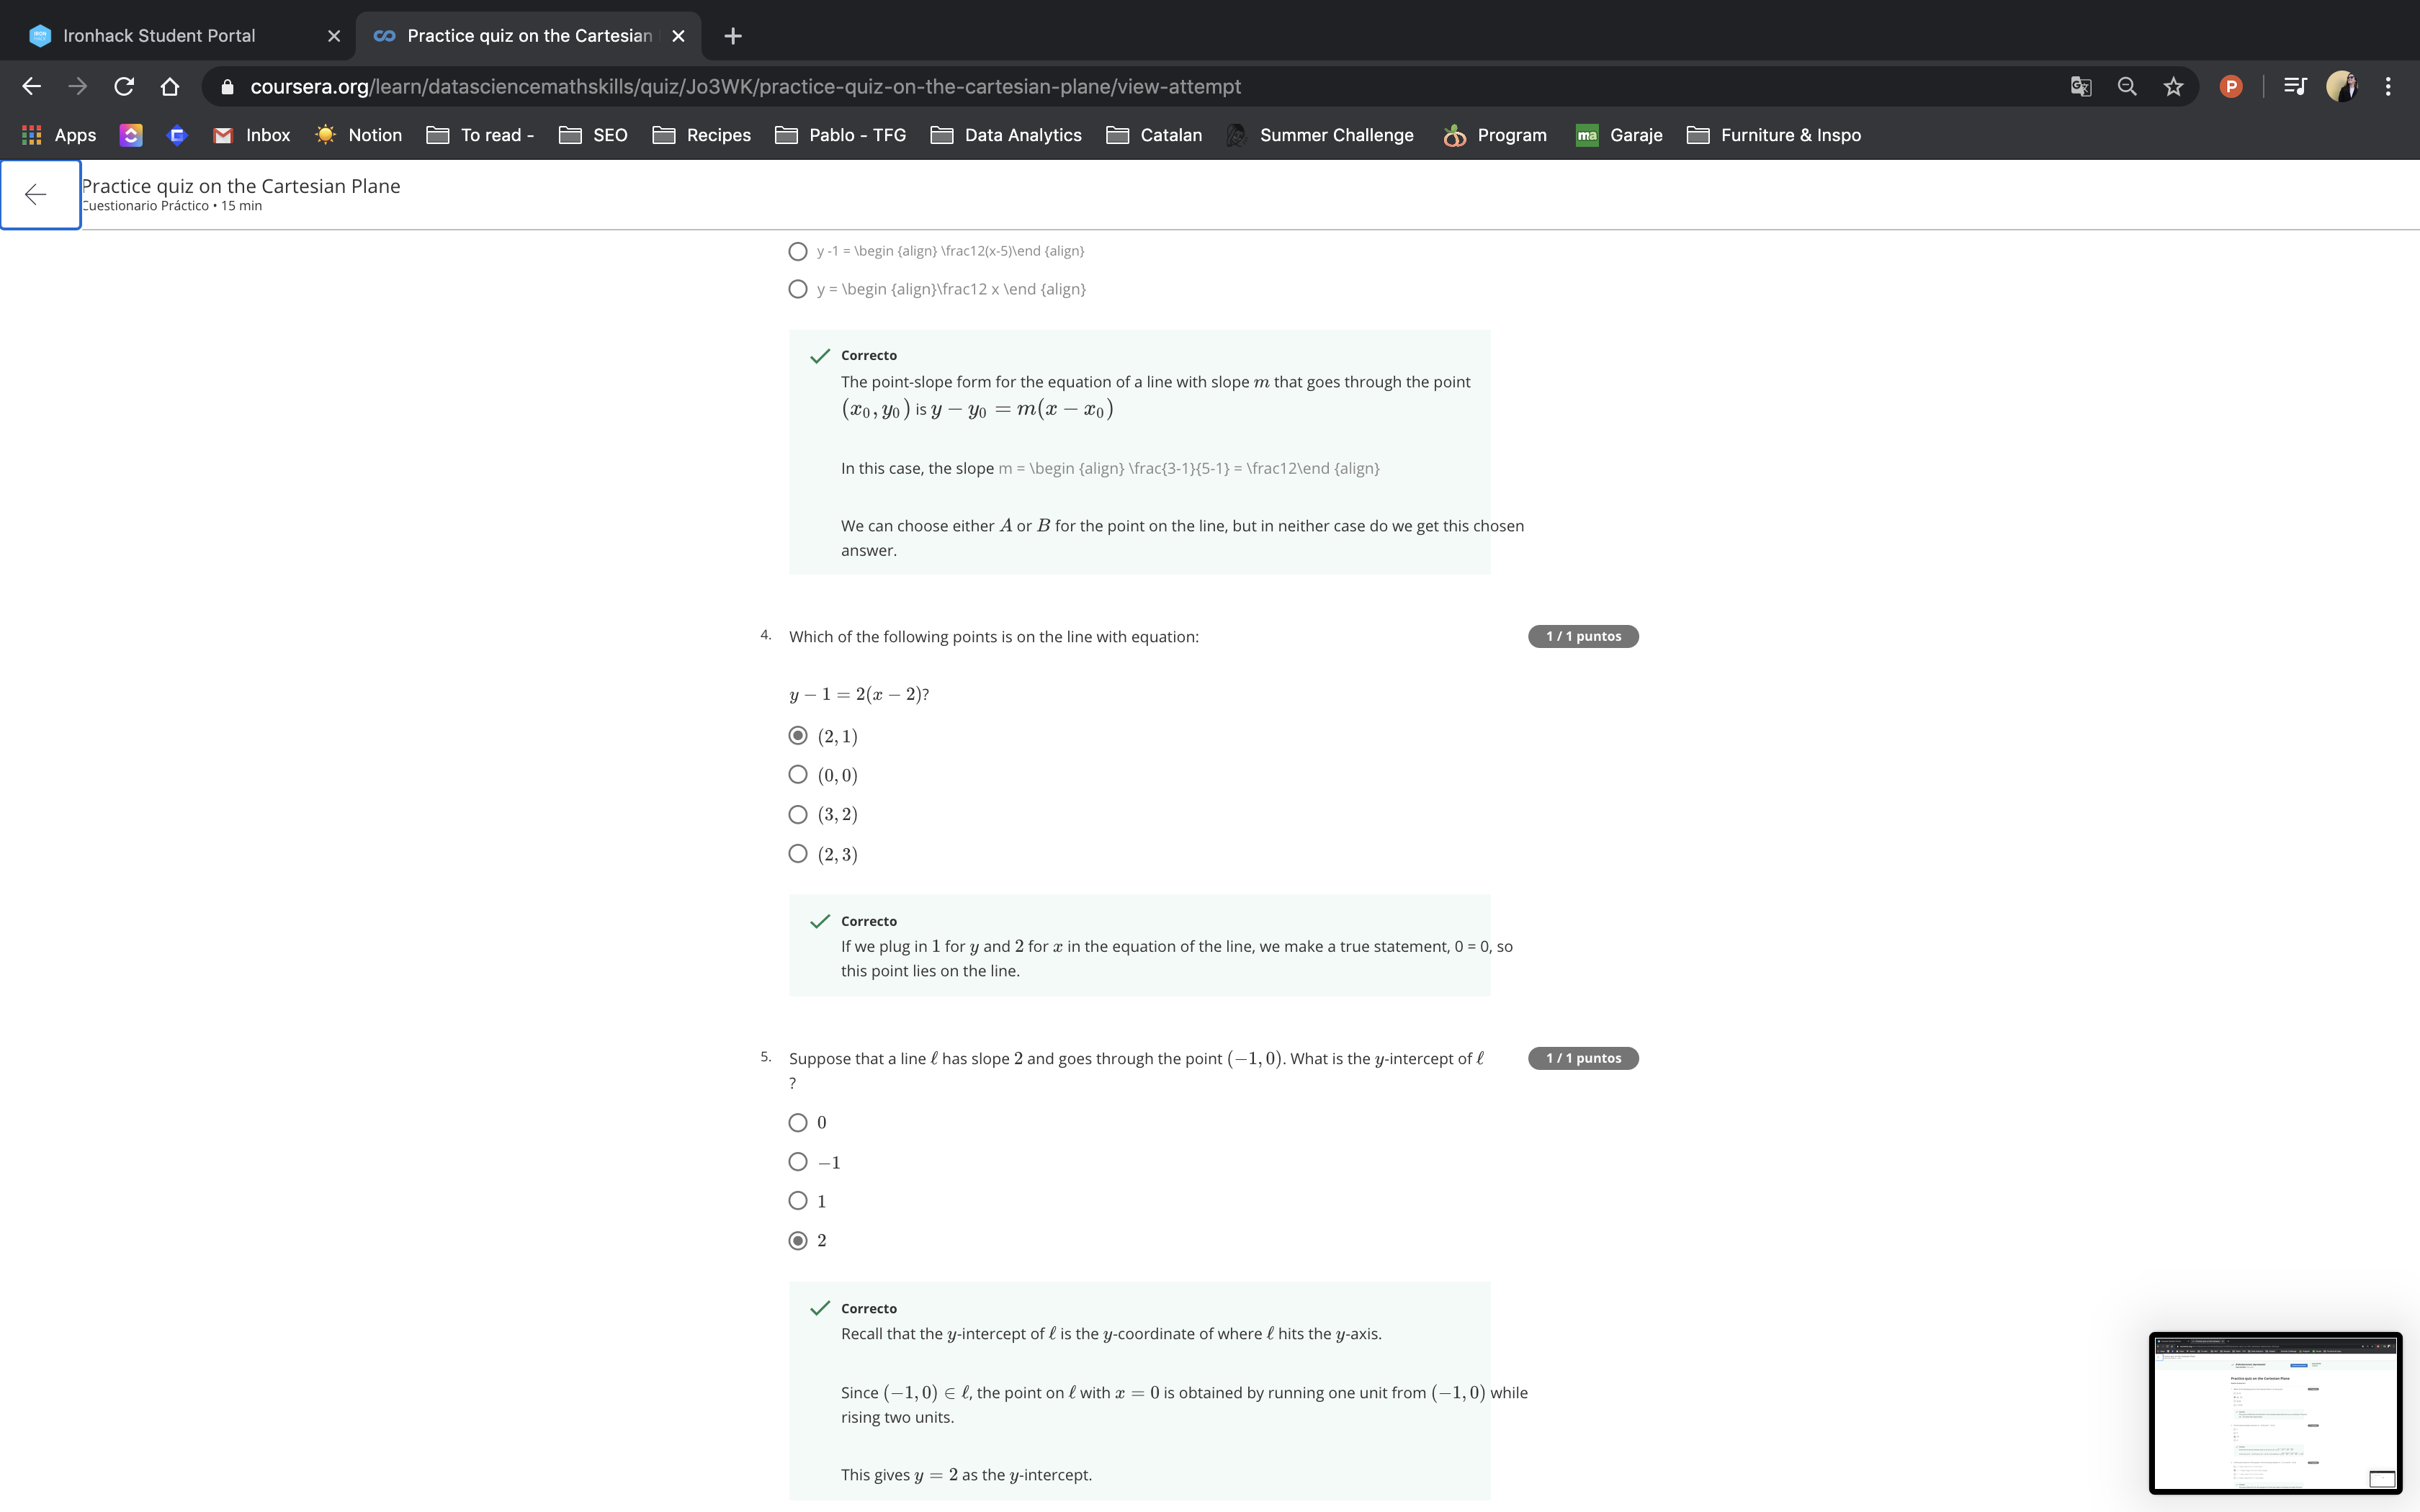 Ironhack Student Portal
Practice quiz on the Cartesian
coursera.org/learn/datasciencemathskills/quiz/Jo3WK/practice-quiz-on-the-cartesian-plane/view-attempt
P
Apps Inbox Notion To read - SEO Recipes Pablo - TFG Data Analytics Catalan Summer Challenge Program ma Garaje Furniture & Inspo
Practice quiz on the Cartesian Plane
Cuestionario Práctico • 15 min
y -1 = \begin {align} \frac12(x-5)\end {align}
y = \begin {align}\frac12 x \end {align}
Correcto
The point-slope form for the equation of a line with slope m that goes through the point
(x₀, y₀) is y − y₀ = m(x − x₀)
In this case, the slope m = \begin {align} \frac{3-1}{5-1} = \frac12\end {align}
We can choose either A or B for the point on the line, but in neither case do we get this chosen
answer.
4. Which of the following points is on the line with equation: 1 / 1 puntos
y − 1 = 2(x − 2)?
(2, 1)
(0, 0)
(3, 2)
(2, 3)
Correcto
If we plug in 1 for y and 2 for x in the equation of the line, we make a true statement, 0 = 0, so
this point lies on the line.
5. Suppose that a line ℓ has slope 2 and goes through the point (−1, 0). What is the y-intercept of ℓ 1 / 1 puntos
?
0
−1
1
2
Correcto
Recall that the y-intercept of ℓ is the y-coordinate of where ℓ hits the y-axis.
Since (−1, 0) ∈ ℓ, the point on ℓ with x = 0 is obtained by running one unit from (−1, 0) while
rising two units.
This gives y = 2 as the y-intercept.